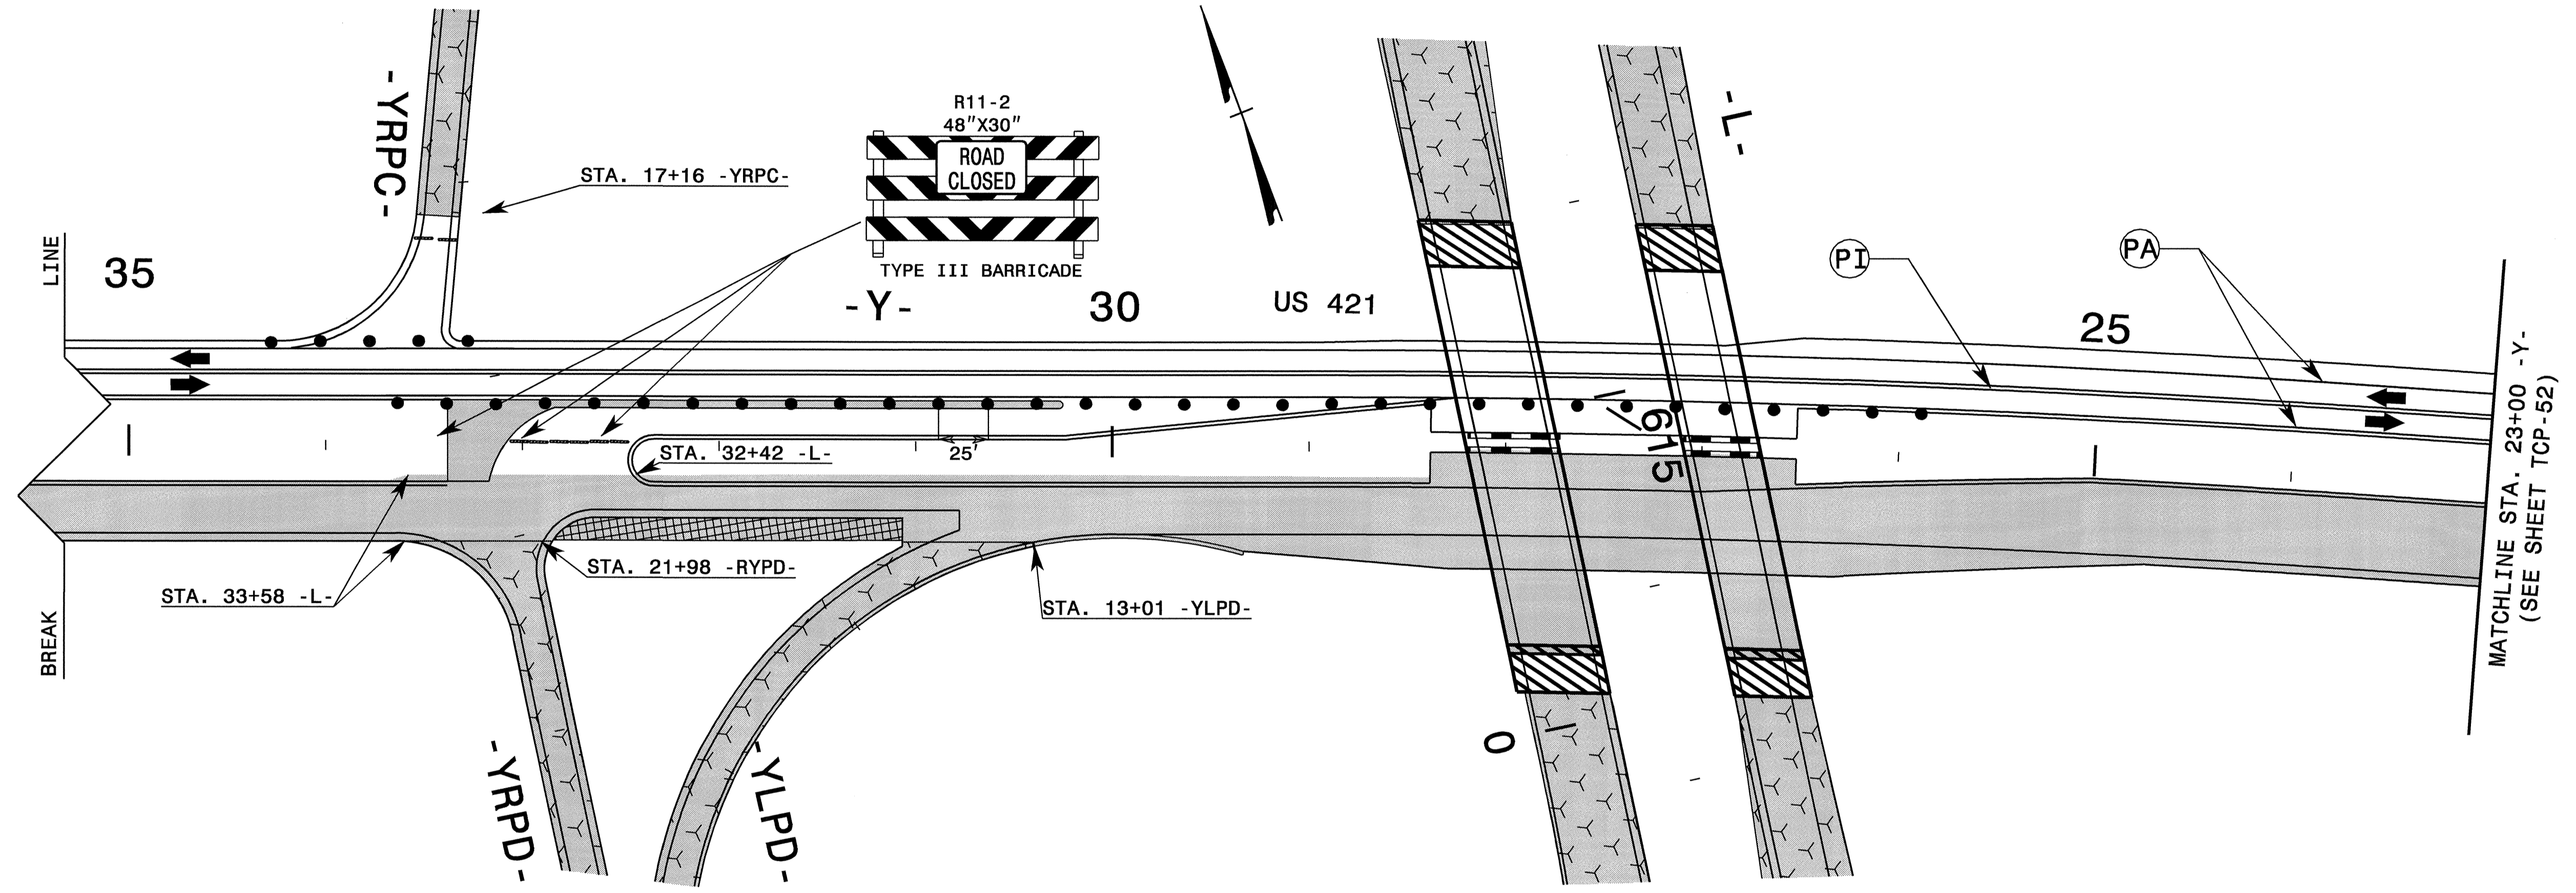 -YRPC-
STA. 17+16 -YRPC-
R11-2
48"X30"
ROAD
CLOSED
TYPE III BARRICADE
-L-
LINE
35
-Y-
30
US 421
PI
PA
25
615
25'
STA. 32+42 -L-
STA. 21+98 -RYPD-
STA. 33+58 -L-
STA. 13+01 -YLPD-
BREAK
-YRPD-
-YLPD-
0
MATCHLINE STA. 23+00 -Y-
(SEE SHEET TCP-52)